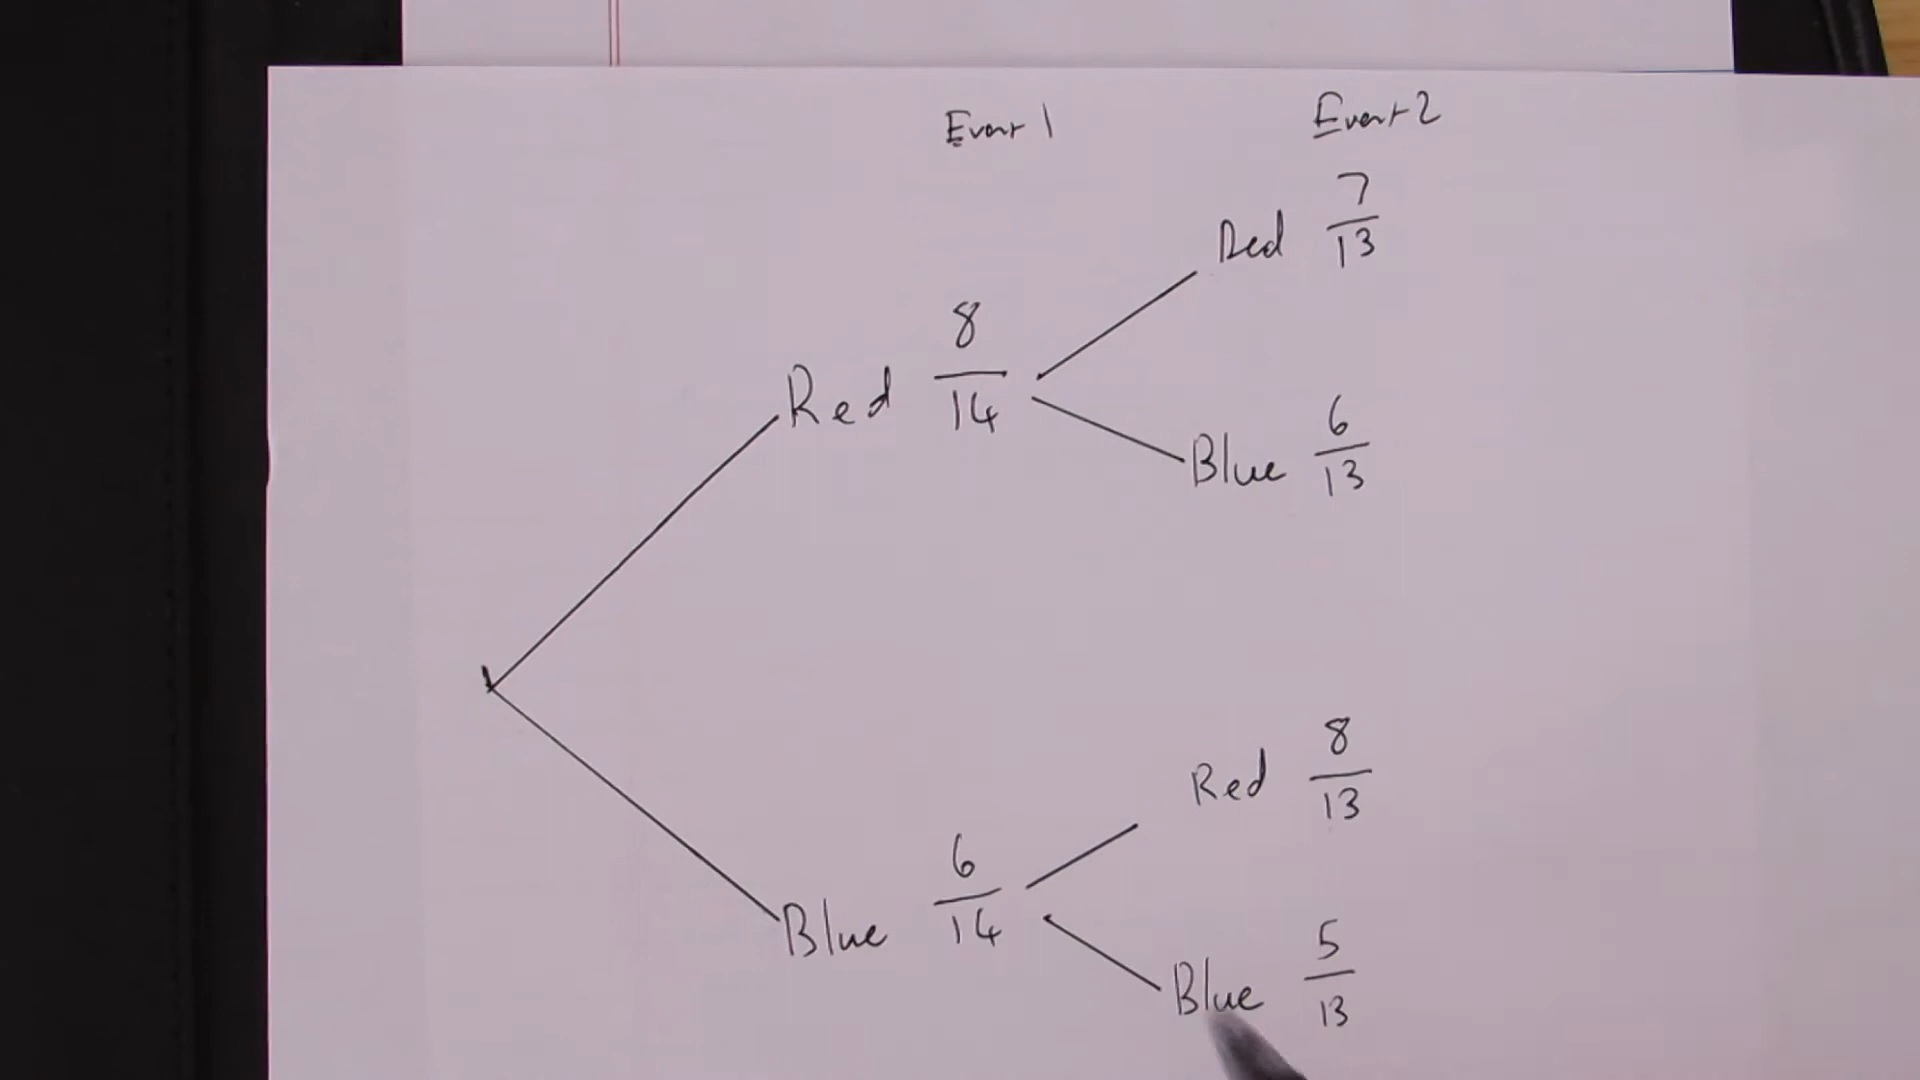 Event 1
Event 2
Red 7/13
Red 8/14
Blue 6/13
Red 8/13
Blue 6/14
Blue 5/13